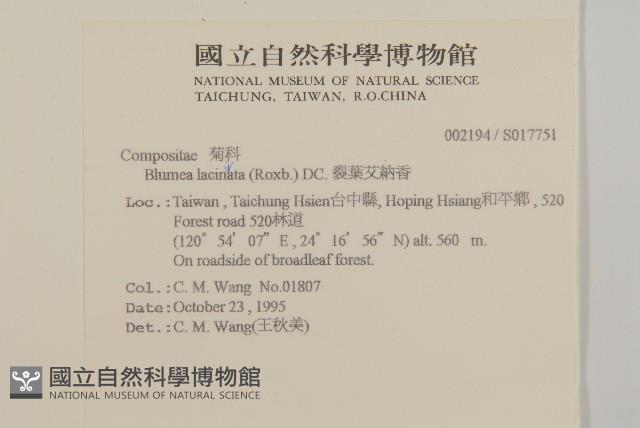 國立自然科學博物館
NATIONAL MUSEUM OF NATURAL SCIENCE
TAICHUNG, TAIWAN, R.O.CHINA
002194 / S017751
Compositae 菊科
Blumea lacinata (Roxb.) DC. 裂葉艾納香
Loc.:Taiwan , Taichung Hsien台中縣, Hoping Hsiang和平鄉 , 520
Forest road 520林道
(120° 54′ 07″ E , 24° 16′ 56″ N) alt. 560 m.
On roadside of broadleaf forest.
Col.:C. M. Wang No.01807
Date:October 23 , 1995
Det.:C. M. Wang(王秋美)
國立自然科學博物館
NATIONAL MUSEUM OF NATURAL SCIENCE